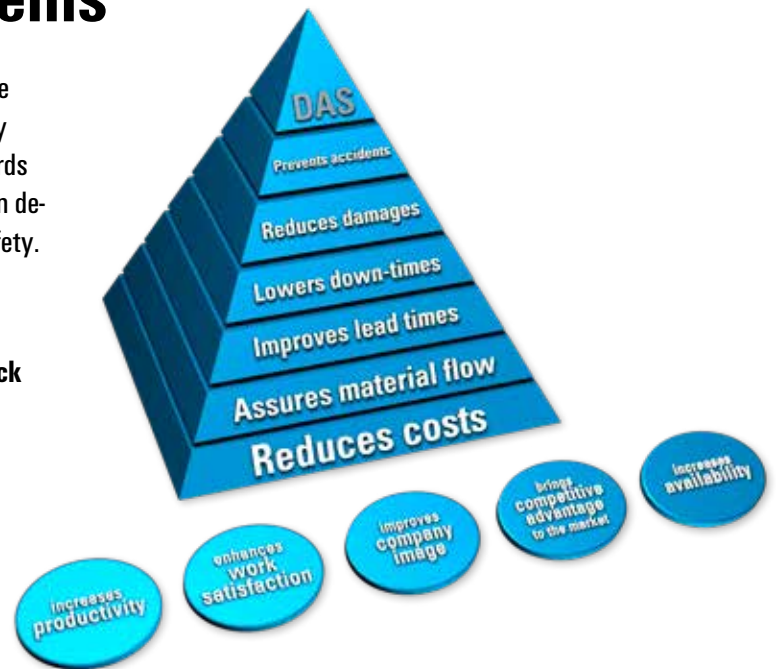 ems
e
y
rds
n de-
fety.
ck
DAS
Prevents accidents
Reduces damages
Lowers down-times
Improves lead times
Assures material flow
Reduces costs
increases
productivity
enhances
work
satisfaction
improves
company
image
brings
competitive
advantage
to the market
increases
availability